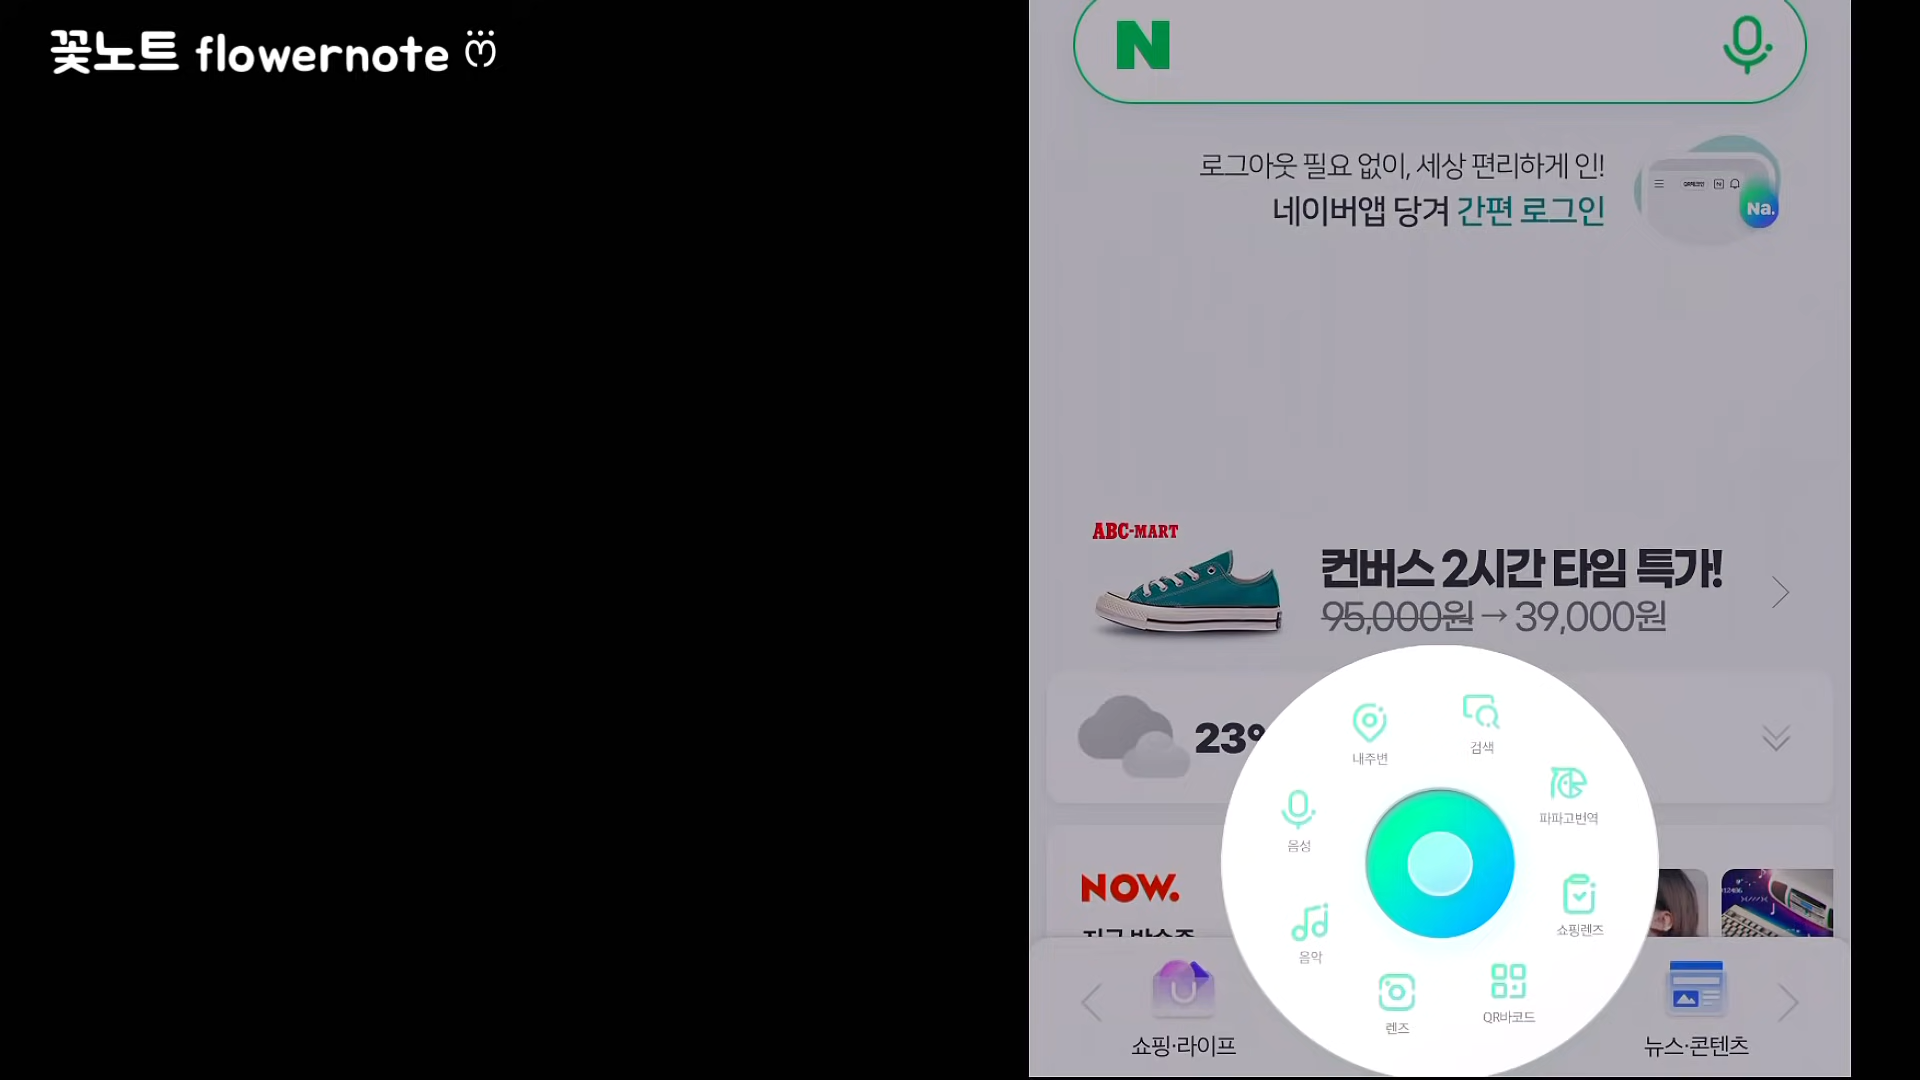 꽃노트 flowernote
N
로그아웃 필요 없이, 세상 편리하게 인!
네이버앱 당겨 간편 로그인
Na.
ABC-MART
컨버스 2시간 타임 특가!
95,000원 → 39,000원
23°
내주변
검색
파파고번역
음성
쇼핑렌즈
NOW.
음악
QR바코드
렌즈
쇼핑·라이프
뉴스·콘텐츠